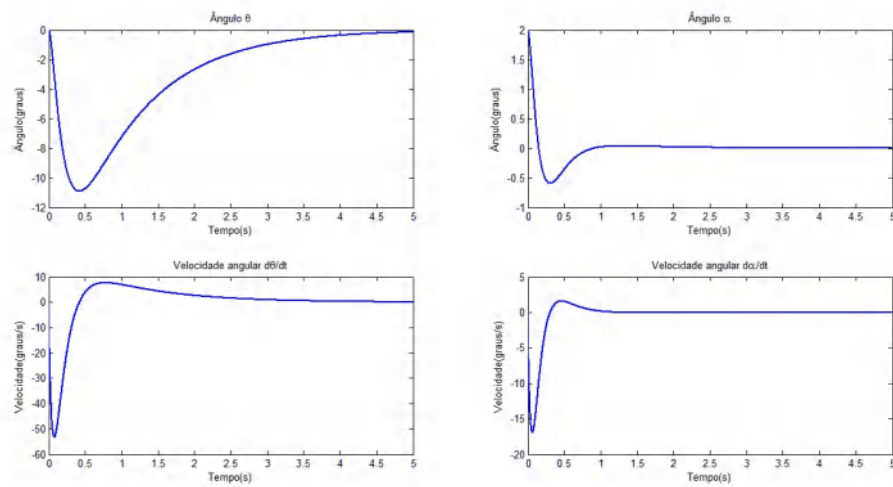 Ângulo θ
Ângulo(graus)
0
-2
-4
-6
-8
-10
-12
0 0.5 1 1.5 2 2.5 3 3.5 4 4.5 5
Tempo(s)
Ângulo α
Ângulo(graus)
2
1.5
1
0.5
0
-0.5
-1
0 0.5 1 1.5 2 2.5 3 3.5 4 4.5 5
Tempo(s)
Velocidade angular dθ/dt
Velocidade(graus/s)
10
0
-10
-20
-30
-40
-50
-60
0 0.5 1 1.5 2 2.5 3 3.5 4 4.5 5
Tempo(s)
Velocidade angular dα/dt
Velocidade(graus/s)
5
0
-5
-10
-15
-20
0 0.5 1 1.5 2 2.5 3 3.5 4 4.5 5
Tempo(s)